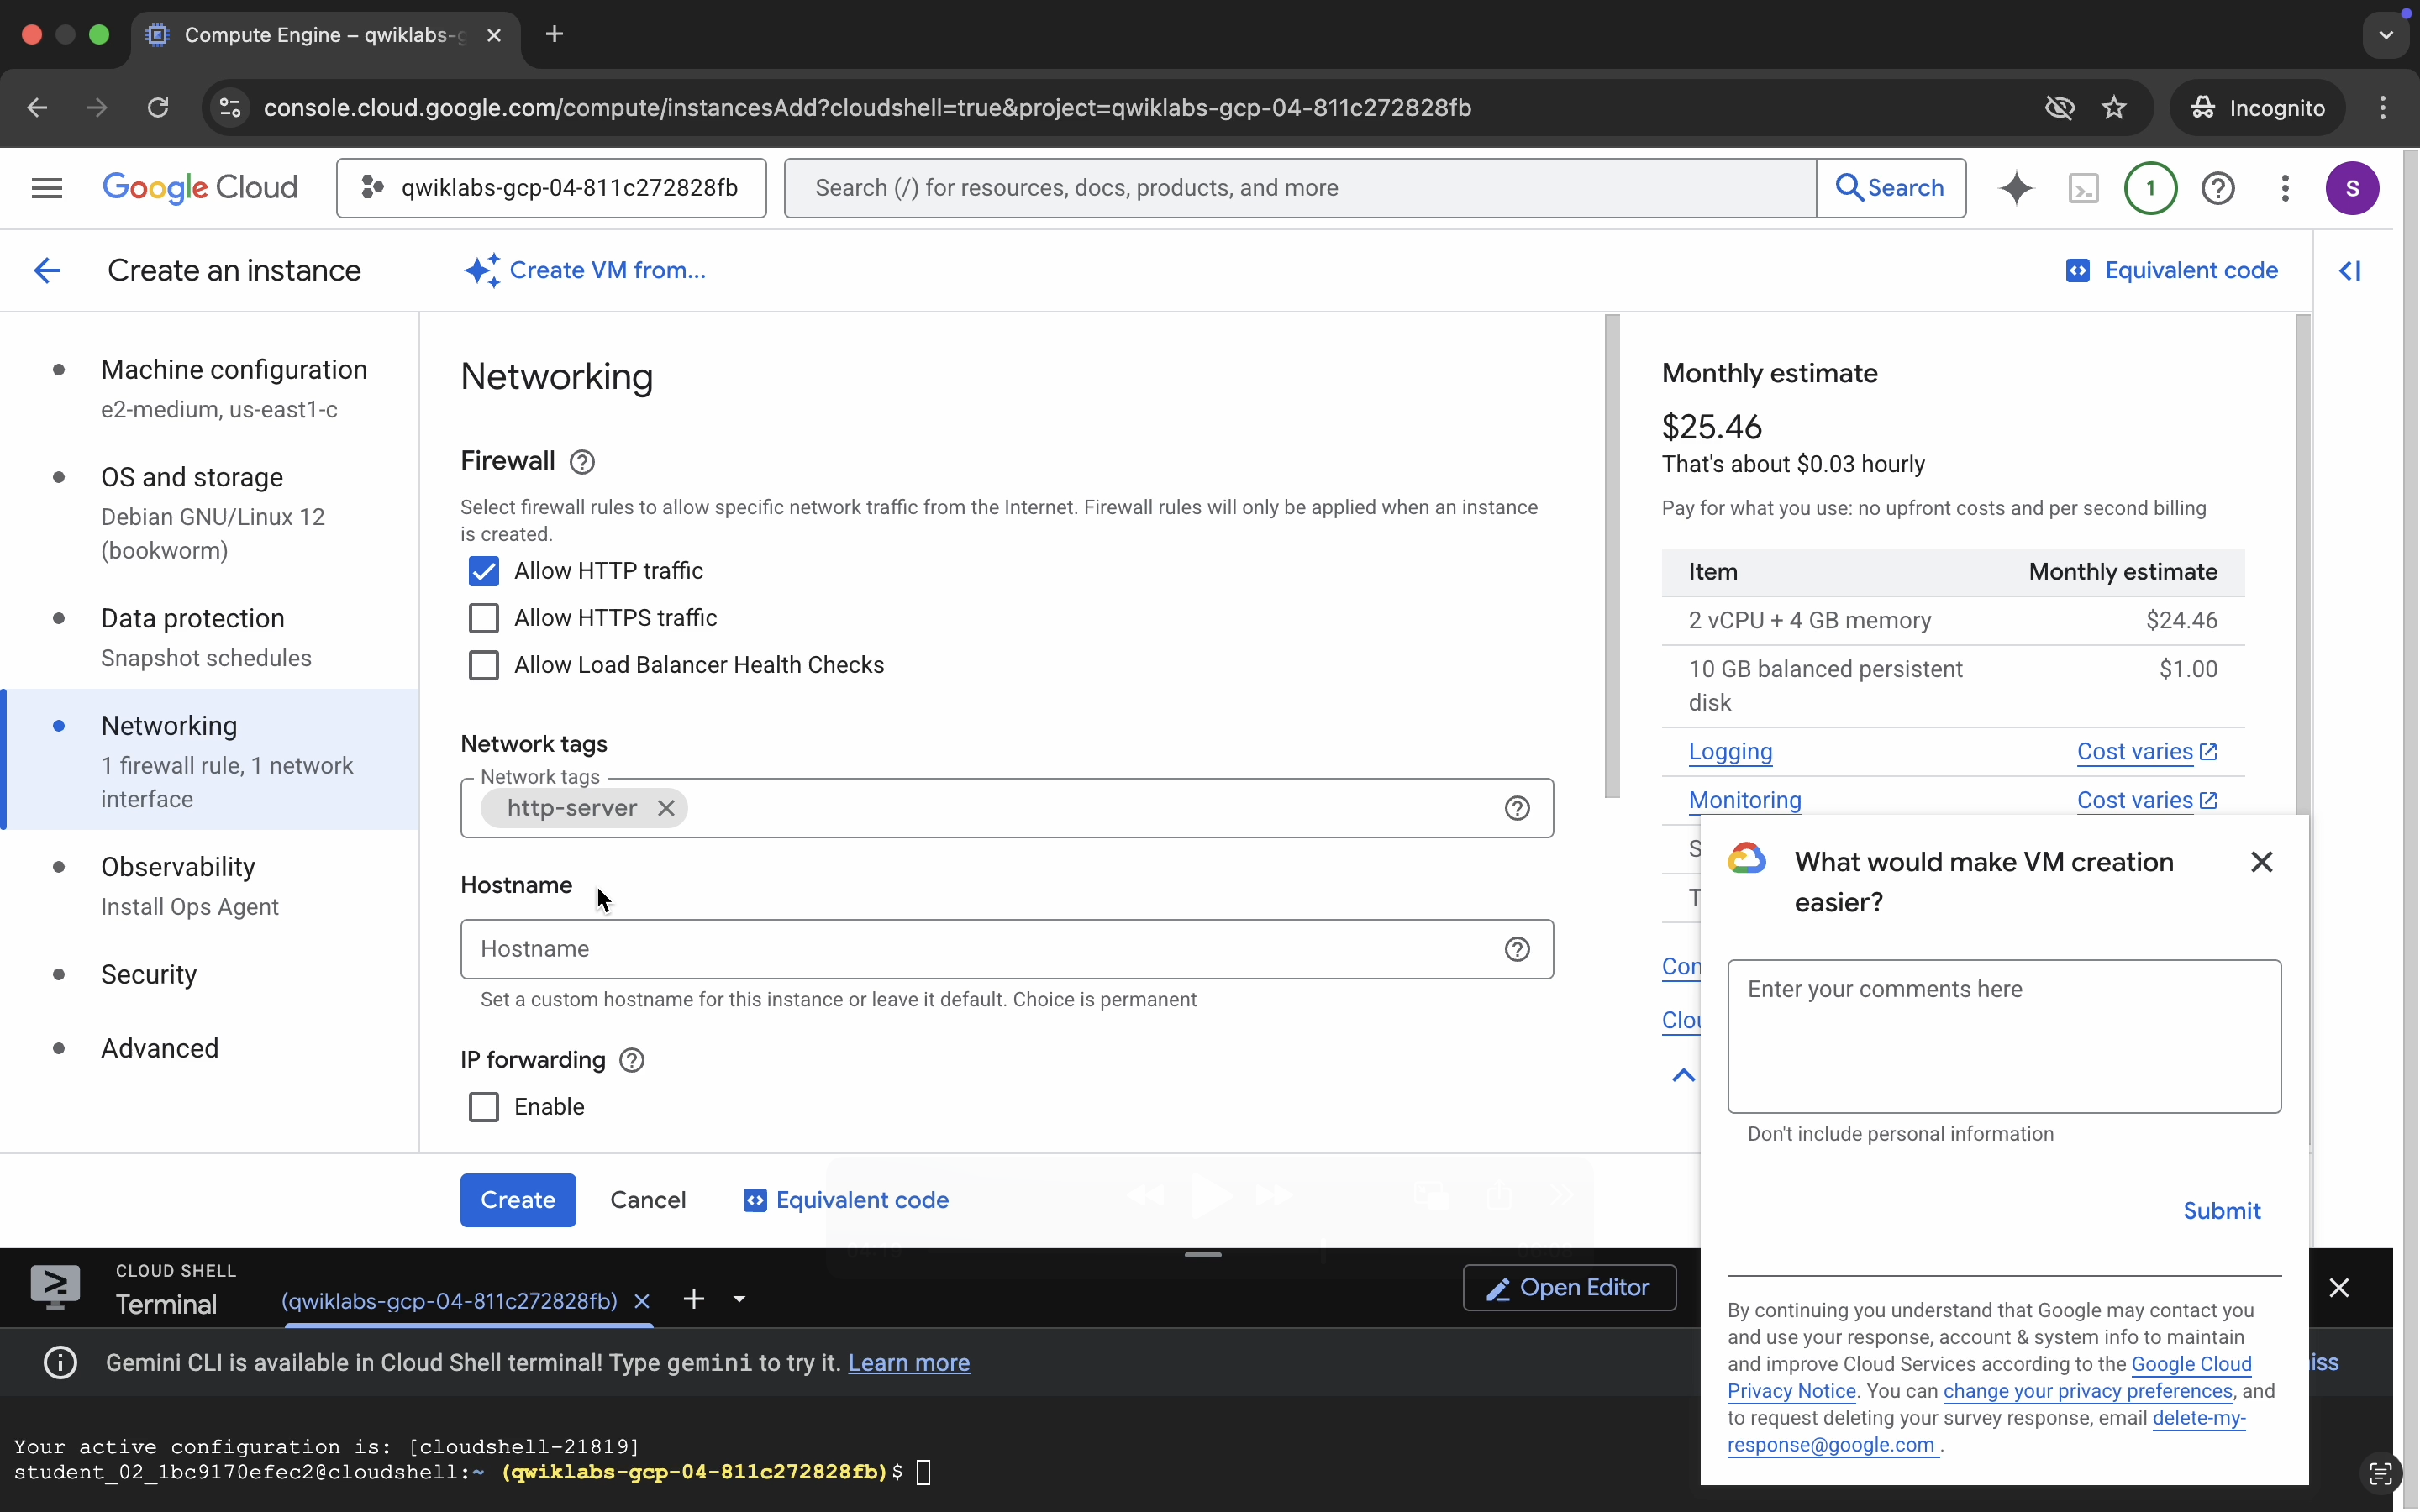 Compute Engine – qwiklabs-g
console.cloud.google.com/compute/instancesAdd?cloudshell=true&project=qwiklabs-gcp-04-811c272828fb
Incognito
Google Cloud
qwiklabs-gcp-04-811c272828fb
Search (/) for resources, docs, products, and more
Search
1
S
Create an instance
Create VM from...
Equivalent code
Machine configuration
e2-medium, us-east1-c
OS and storage
Debian GNU/Linux 12
(bookworm)
Data protection
Snapshot schedules
Networking
1 firewall rule, 1 network
interface
Observability
Install Ops Agent
Security
Advanced
Networking
Firewall
Select firewall rules to allow specific network traffic from the Internet. Firewall rules will only be applied when an instance
is created.
Allow HTTP traffic
Allow HTTPS traffic
Allow Load Balancer Health Checks
Network tags
Network tags
http-server
Hostname
Hostname
Set a custom hostname for this instance or leave it default. Choice is permanent
IP forwarding
Enable
Monthly estimate
$25.46
That's about $0.03 hourly
Pay for what you use: no upfront costs and per second billing
Item Monthly estimate
2 vCPU + 4 GB memory $24.46
10 GB balanced persistent $1.00
disk
Logging Cost varies
Monitoring Cost varies
What would make VM creation
easier?
Enter your comments here
Don't include personal information
Submit
By continuing you understand that Google may contact you
and use your response, account & system info to maintain
and improve Cloud Services according to the Google Cloud
Privacy Notice. You can change your privacy preferences, and
to request deleting your survey response, email delete-my-
response@google.com .
Create
Cancel
Equivalent code
CLOUD SHELL
Terminal
(qwiklabs-gcp-04-811c272828fb)
Open Editor
Gemini CLI is available in Cloud Shell terminal! Type gemini to try it. Learn more
Your active configuration is: [cloudshell-21819]
student_02_1bc9170efec2@cloudshell:~ (qwiklabs-gcp-04-811c272828fb)$